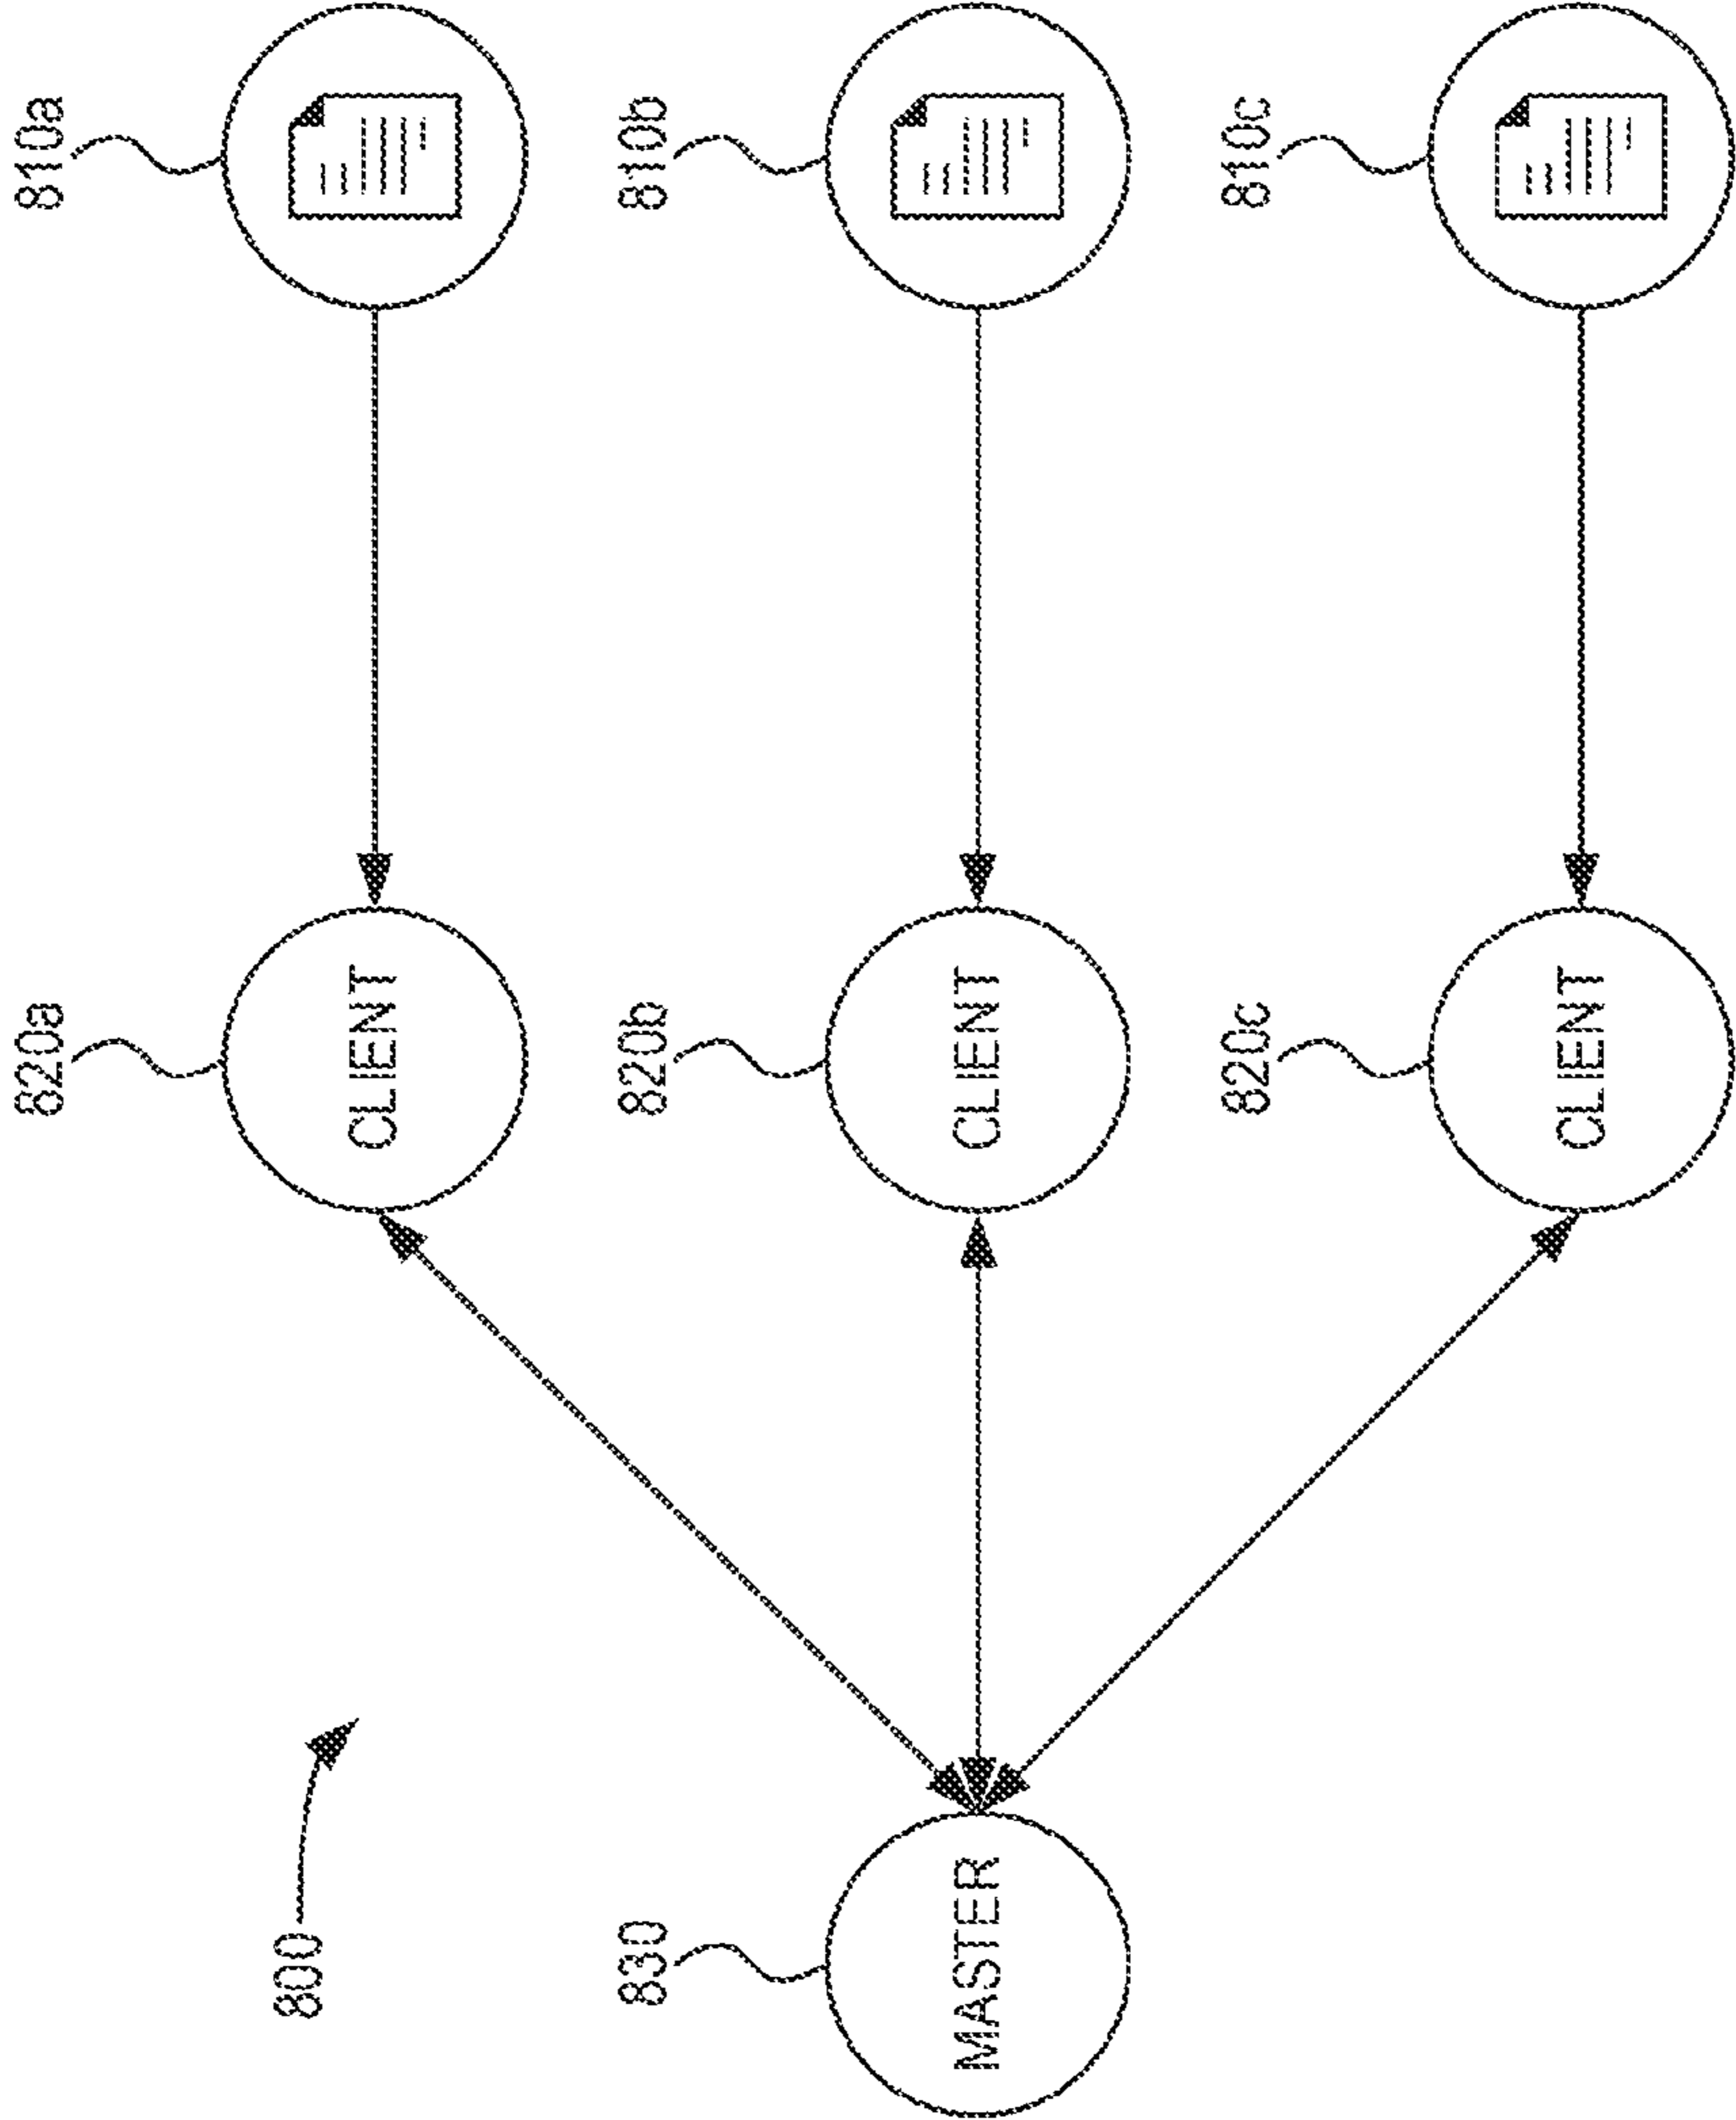 820a
810a
800
CLIENT
830
820b
810b
MASTER
CLIENT
820c
810c
CLIENT